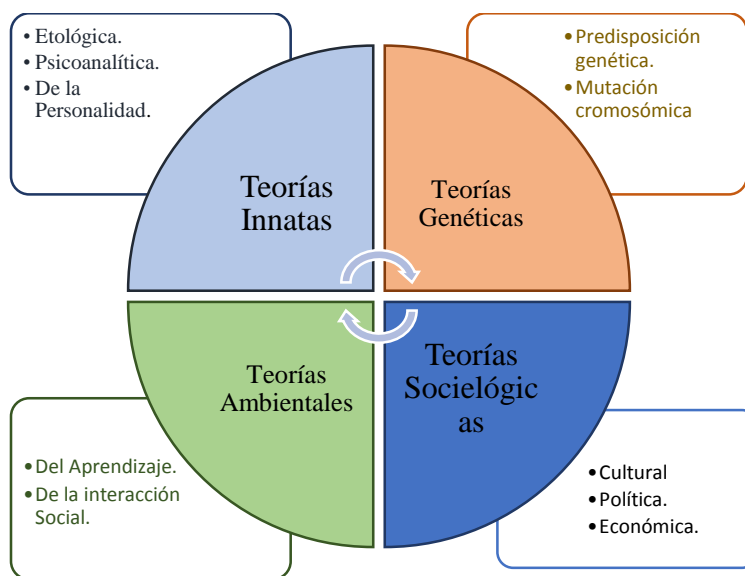 • Etológica.
• Psicoanalítica.
• De la
Personalidad.
• Predisposición
genética.
• Mutación
cromosómica
Teorías
Innatas
Teorías
Genéticas
Teorías
Ambientales
Teorías
Socielógic
as
• Del Aprendizaje.
• De la interacción
Social.
• Cultural
• Política.
• Económica.